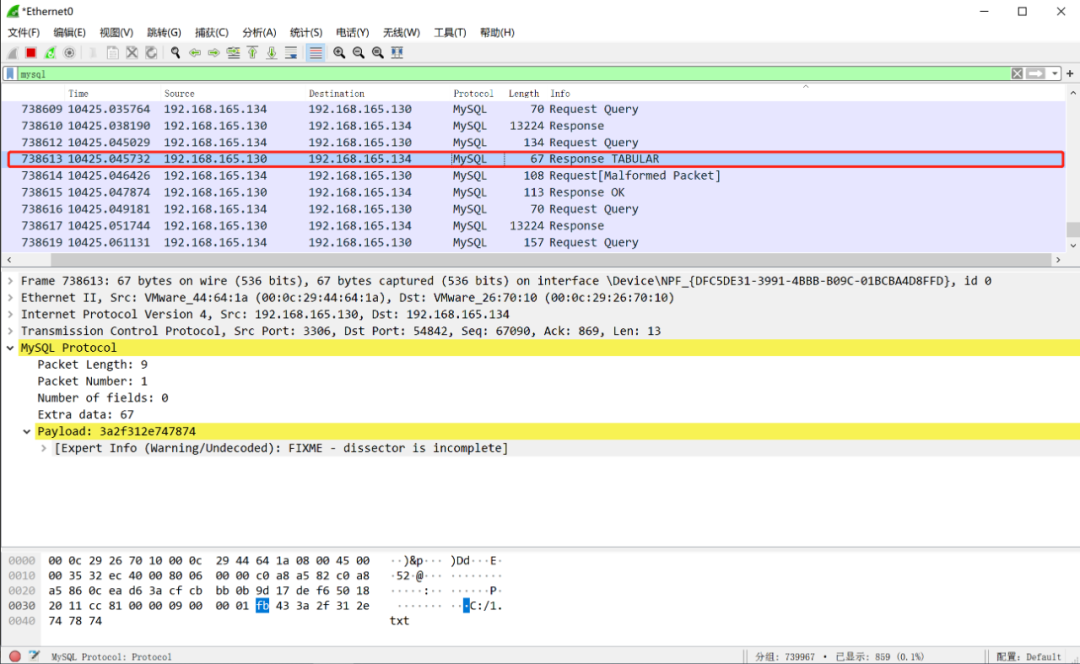 *Ethernet0
文件(F) 编辑(E) 视图(V) 跳转(G) 捕获(C) 分析(A) 统计(S) 电话(Y) 无线(W) 工具(T) 帮助(H)
mysql
Time Source Destination Protocol Length Info
738609 10425.035764 192.168.165.134 192.168.165.130 MySQL 70 Request Query
738610 10425.038190 192.168.165.130 192.168.165.134 MySQL 13224 Response
738612 10425.045029 192.168.165.134 192.168.165.130 MySQL 134 Request Query
738613 10425.045732 192.168.165.130 192.168.165.134 MySQL 67 Response TABULAR
738614 10425.046426 192.168.165.134 192.168.165.130 MySQL 108 Request[Malformed Packet]
738615 10425.047874 192.168.165.130 192.168.165.134 MySQL 113 Response OK
738616 10425.049181 192.168.165.134 192.168.165.130 MySQL 70 Request Query
738617 10425.051744 192.168.165.130 192.168.165.134 MySQL 13224 Response
738619 10425.061131 192.168.165.134 192.168.165.130 MySQL 157 Request Query
Frame 738613: 67 bytes on wire (536 bits), 67 bytes captured (536 bits) on interface \Device\NPF_{DFC5DE31-3991-4BBB-B09C-01BCBA4D8FFD}, id 0
Ethernet II, Src: VMware_44:64:1a (00:0c:29:44:64:1a), Dst: VMware_26:70:10 (00:0c:29:26:70:10)
Internet Protocol Version 4, Src: 192.168.165.130, Dst: 192.168.165.134
Transmission Control Protocol, Src Port: 3306, Dst Port: 54842, Seq: 67090, Ack: 869, Len: 13
MySQL Protocol
Packet Length: 9
Packet Number: 1
Number of fields: 0
Extra data: 67
Payload: 3a2f312e747874
[Expert Info (Warning/Undecoded): FIXME - dissector is incomplete]
0000 00 0c 29 26 70 10 00 0c 29 44 64 1a 08 00 45 00 ··)&p··· )Dd···E·
0010 00 35 32 ec 40 00 80 06 00 00 c0 a8 a5 82 c0 a8 ·52·@··· ········
0020 a5 86 0c ea d6 3a cf cb bb 0b 9d 17 de f6 50 18 ·····:·· ······P·
0030 20 11 cc 81 00 00 09 00 00 01 fb 43 3a 2f 31 2e ······· ···C:/1.
0040 74 78 74 txt
MySQL Protocol: Protocol 分组: 739967 · 已显示: 859 (0.1%) 配置: Default